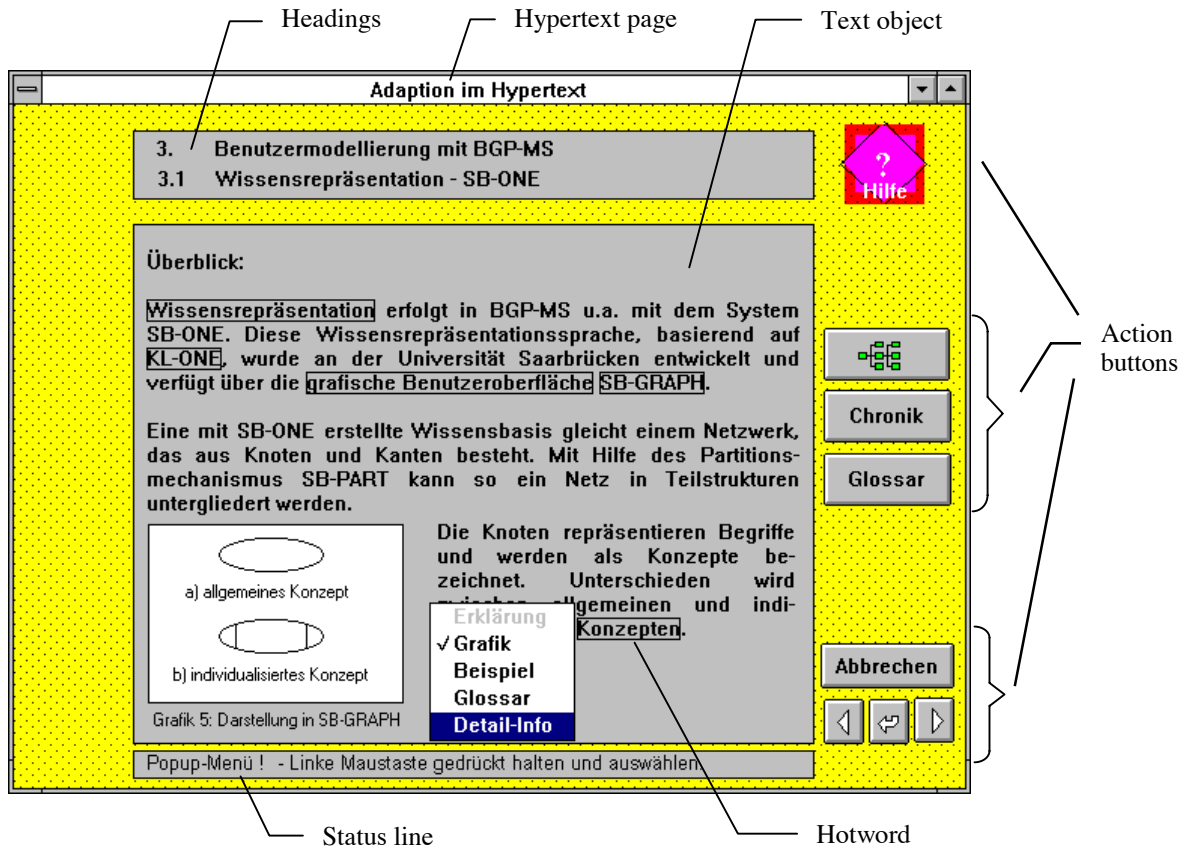 Headings
Hypertext page
Text object
Adaption im Hypertext
3. Benutzermodellierung mit BGP-MS
3.1 Wissensrepräsentation - SB-ONE
?
Hilfe
Überblick:
Wissensrepräsentation erfolgt in BGP-MS u.a. mit dem System
SB-ONE. Diese Wissensrepräsentationssprache, basierend auf
KL-ONE, wurde an der Universität Saarbrücken entwickelt und
verfügt über die grafische Benutzeroberfläche SB-GRAPH.
Eine mit SB-ONE erstellte Wissensbasis gleicht einem Netzwerk,
das aus Knoten und Kanten besteht. Mit Hilfe des Partitions-
mechanismus SB-PART kann so ein Netz in Teilstrukturen
untergliedert werden.
a) allgemeines Konzept
b) individualisiertes Konzept
Grafik 5: Darstellung in SB-GRAPH
Die Knoten repräsentieren Begriffe
und werden als Konzepte be-
zeichnet. Unterschieden wird
zwischen allgemeinen und indi-
Konzepten.
Erklärung
√ Grafik
Beispiel
Glossar
Detail-Info
Chronik
Glossar
Abbrechen
Action
buttons
Popup-Menü ! - Linke Maustaste gedrückt halten und auswählen
Status line
Hotword